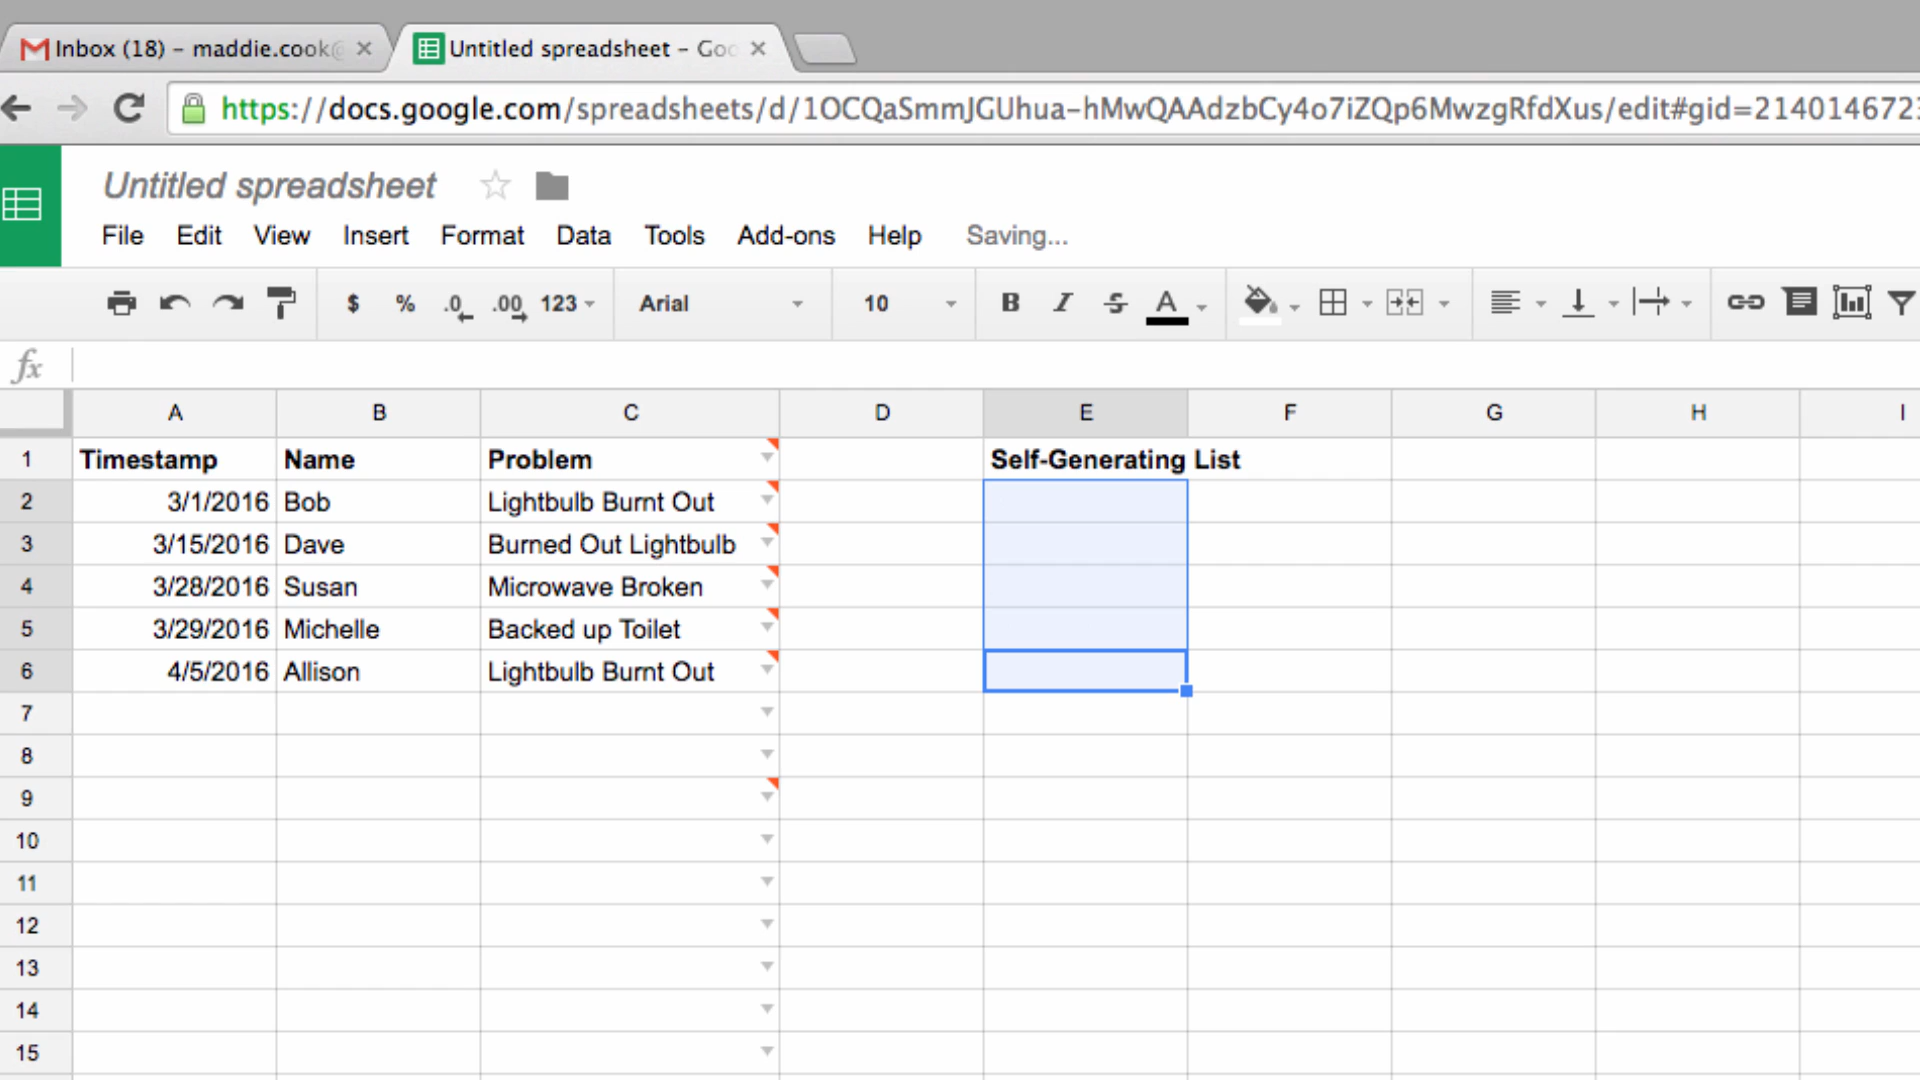 Inbox (18) – maddie.cook@
Untitled spreadsheet – Goo
https://docs.google.com/spreadsheets/d/1OCQaSmmJGUhua-hMwQAAdzbCy4o7iZQp6MwzgRfdXus/edit#gid=2140146723
Untitled spreadsheet
File Edit View Insert Format Data Tools Add-ons Help Saving...
$ % .0 .00 123 Arial 10 B I S A
fx
A B C D E F G H I
1 Timestamp Name Problem Self-Generating List
2 3/1/2016 Bob Lightbulb Burnt Out
3 3/15/2016 Dave Burned Out Lightbulb
4 3/28/2016 Susan Microwave Broken
5 3/29/2016 Michelle Backed up Toilet
6 4/5/2016 Allison Lightbulb Burnt Out
7
8
9
10
11
12
13
14
15